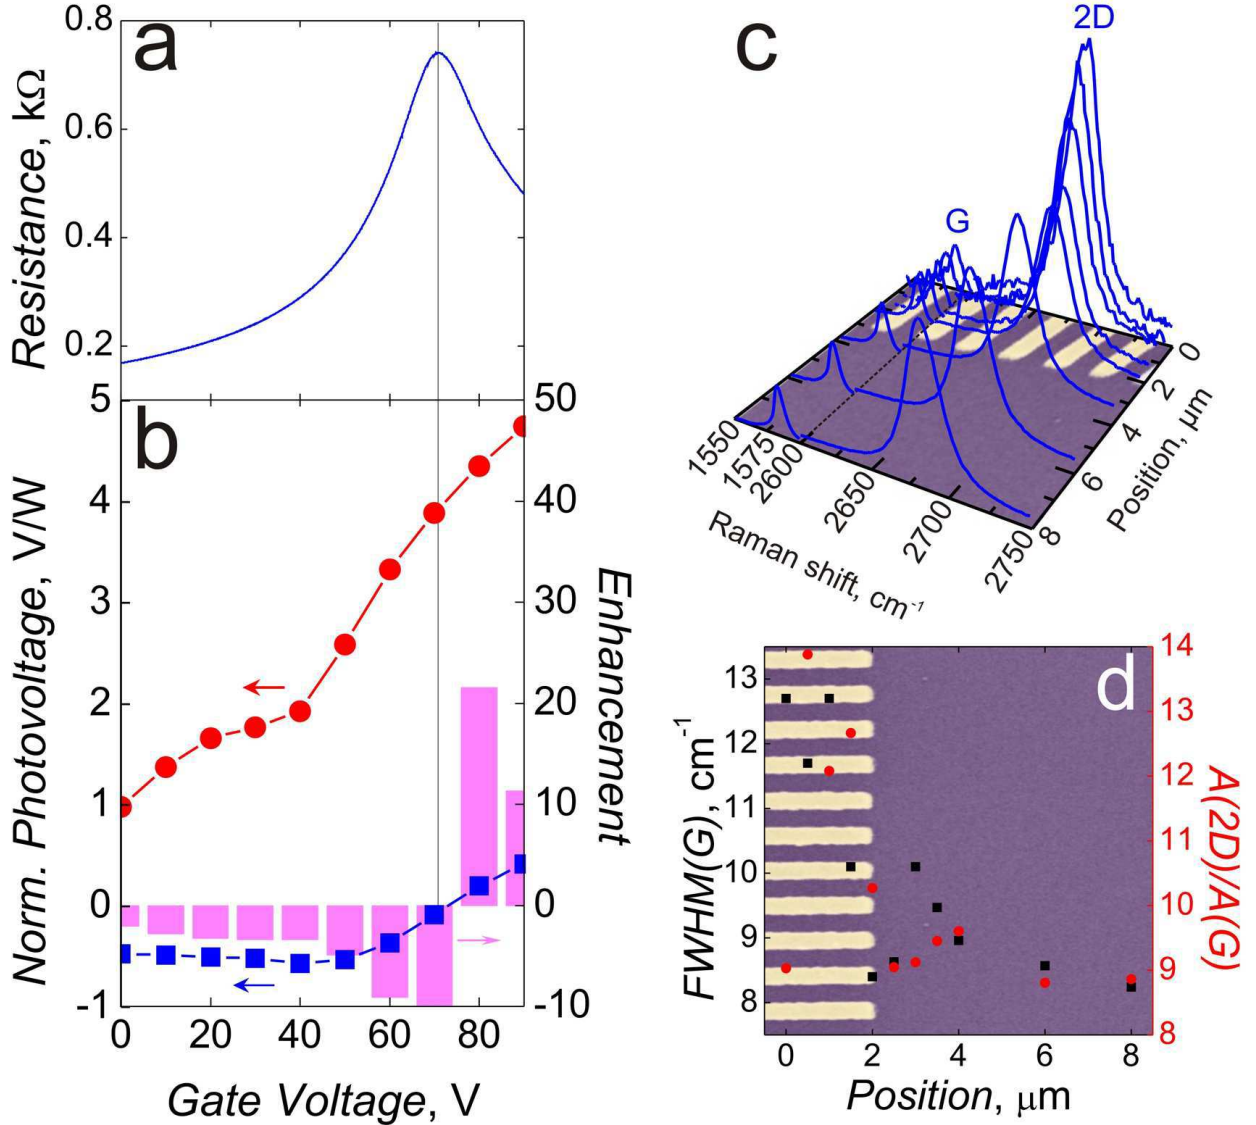 a
0.8
0.6
0.4
0.2
Resistance, kΩ
b
5
4
3
2
1
0
-1
Norm. Photovoltage, V/W
50
40
30
20
10
0
-10
Enhancement
0 20 40 60 80
Gate Voltage, V
c
2D
G
1550
1575
2600
2650
2700
2750
Raman shift, cm⁻¹
0
2
4
6
8
Position, μm
d
13
12
11
10
9
8
FWHM(G), cm⁻¹
14
13
12
11
10
9
8
A(2D)/A(G)
0 2 4 6 8
Position, μm